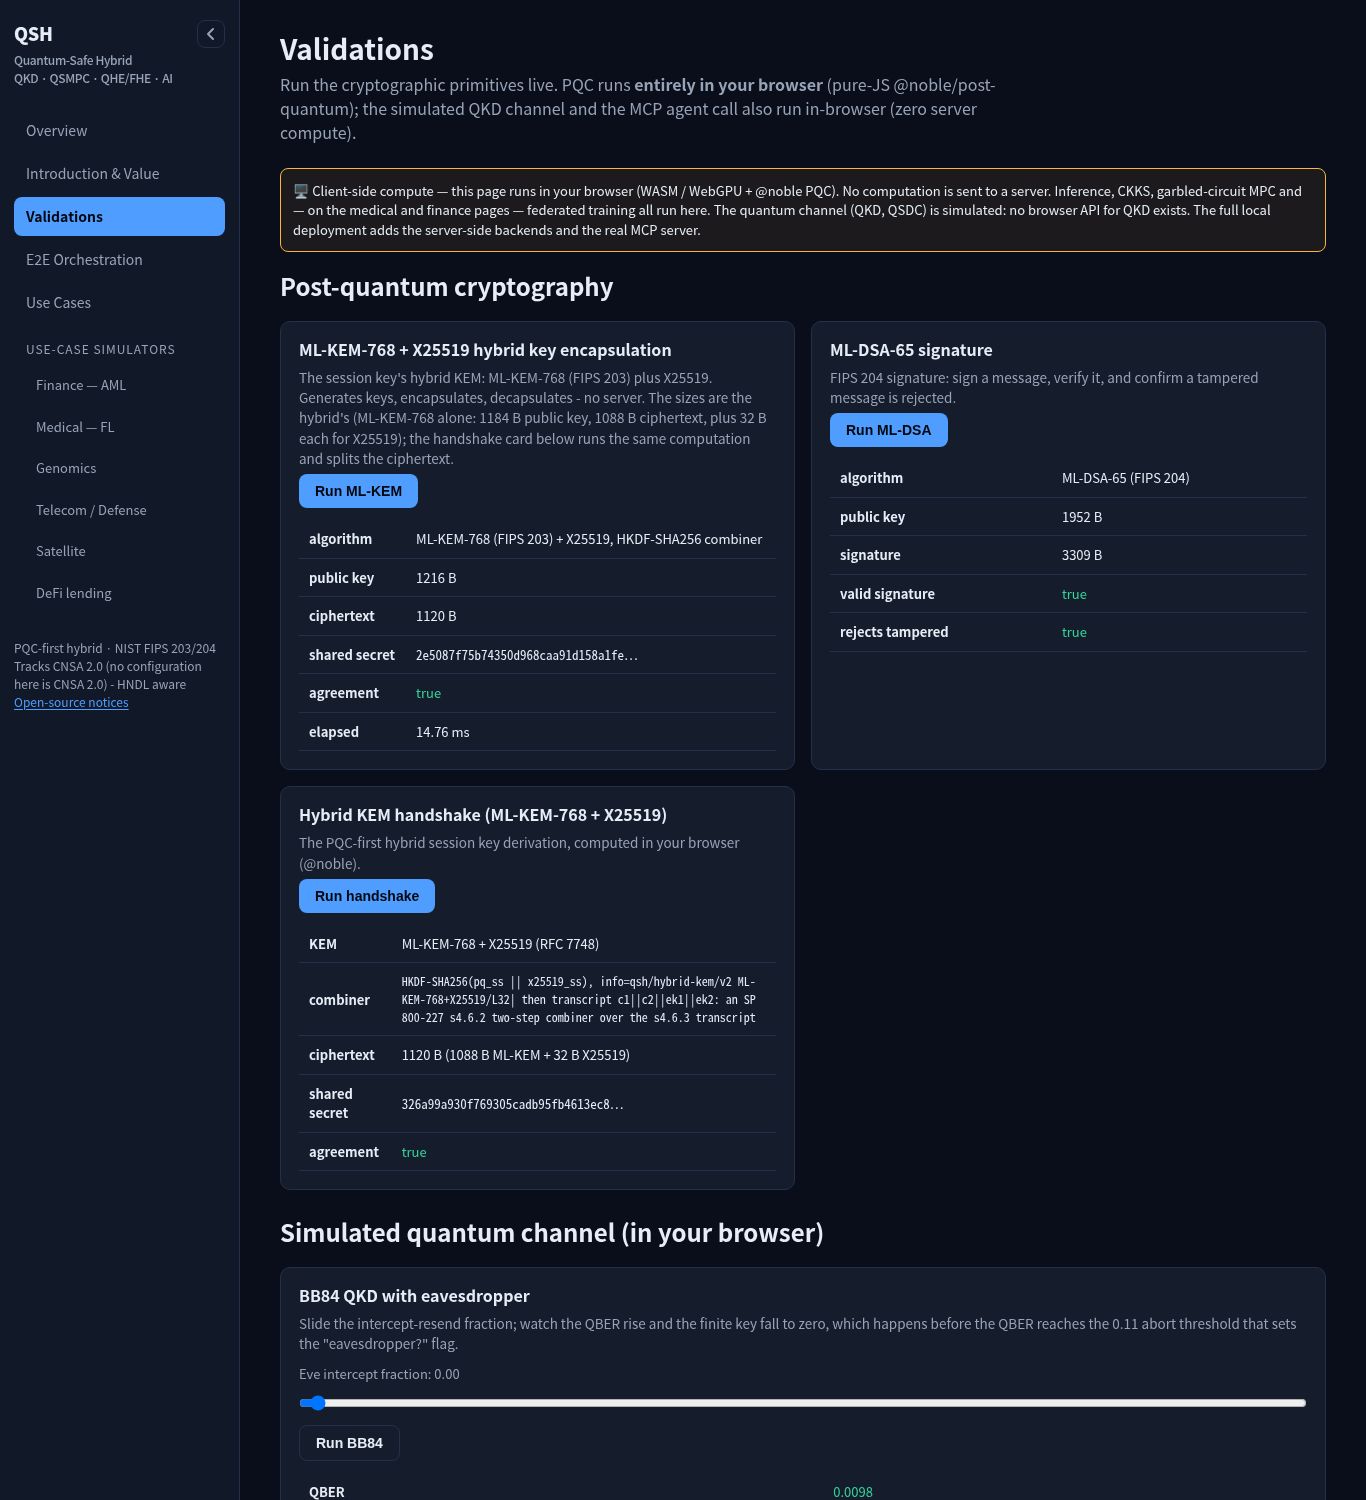 QSH
Quantum-Safe Hybrid
QKD · QSMPC · QHE/FHE · AI
Overview
Introduction & Value
Validations
E2E Orchestration
Use Cases
USE-CASE SIMULATORS
Finance — AML
Medical — FL
Genomics
Telecom / Defense
Satellite
DeFi lending
PQC-first hybrid · NIST FIPS 203/204
Tracks CNSA 2.0 (no configuration
here is CNSA 2.0) - HNDL aware
Open-source notices
Validations
Run the cryptographic primitives live. PQC runs entirely in your browser (pure-JS @noble/post-
quantum); the simulated QKD channel and the MCP agent call also run in-browser (zero server
compute).
🖥️ Client-side compute — this page runs in your browser (WASM / WebGPU + @noble PQC). No computation is sent to a server. Inference, CKKS, garbled-circuit MPC and
— on the medical and finance pages — federated training all run here. The quantum channel (QKD, QSDC) is simulated: no browser API for QKD exists. The full local
deployment adds the server-side backends and the real MCP server.
Post-quantum cryptography
ML-KEM-768 + X25519 hybrid key encapsulation
The session key's hybrid KEM: ML-KEM-768 (FIPS 203) plus X25519.
Generates keys, encapsulates, decapsulates - no server. The sizes are the
hybrid's (ML-KEM-768 alone: 1184 B public key, 1088 B ciphertext, plus 32 B
each for X25519); the handshake card below runs the same computation
and splits the ciphertext.
Run ML-KEM
algorithm ML-KEM-768 (FIPS 203) + X25519, HKDF-SHA256 combiner
public key 1216 B
ciphertext 1120 B
shared secret 2e5087f75b74350d968caa91d158a1fe...
agreement true
elapsed 14.76 ms
ML-DSA-65 signature
FIPS 204 signature: sign a message, verify it, and confirm a tampered
message is rejected.
Run ML-DSA
algorithm ML-DSA-65 (FIPS 204)
public key 1952 B
signature 3309 B
valid signature true
rejects tampered true
Hybrid KEM handshake (ML-KEM-768 + X25519)
The PQC-first hybrid session key derivation, computed in your browser
(@noble).
Run handshake
KEM ML-KEM-768 + X25519 (RFC 7748)
combiner HKDF-SHA256(pq_ss || x25519_ss), info=qsh/hybrid-kem/v2 ML-
KEM-768+X25519/L32| then transcript c1||c2||ek1||ek2: an SP
800-227 s4.6.2 two-step combiner over the s4.6.3 transcript
ciphertext 1120 B (1088 B ML-KEM + 32 B X25519)
shared
secret 326a99a930f769305cadb95fb4613ec8...
agreement true
Simulated quantum channel (in your browser)
BB84 QKD with eavesdropper
Slide the intercept-resend fraction; watch the QBER rise and the finite key fall to zero, which happens before the QBER reaches the 0.11 abort threshold that sets
the "eavesdropper?" flag.
Eve intercept fraction: 0.00
Run BB84
QBER 0.0098